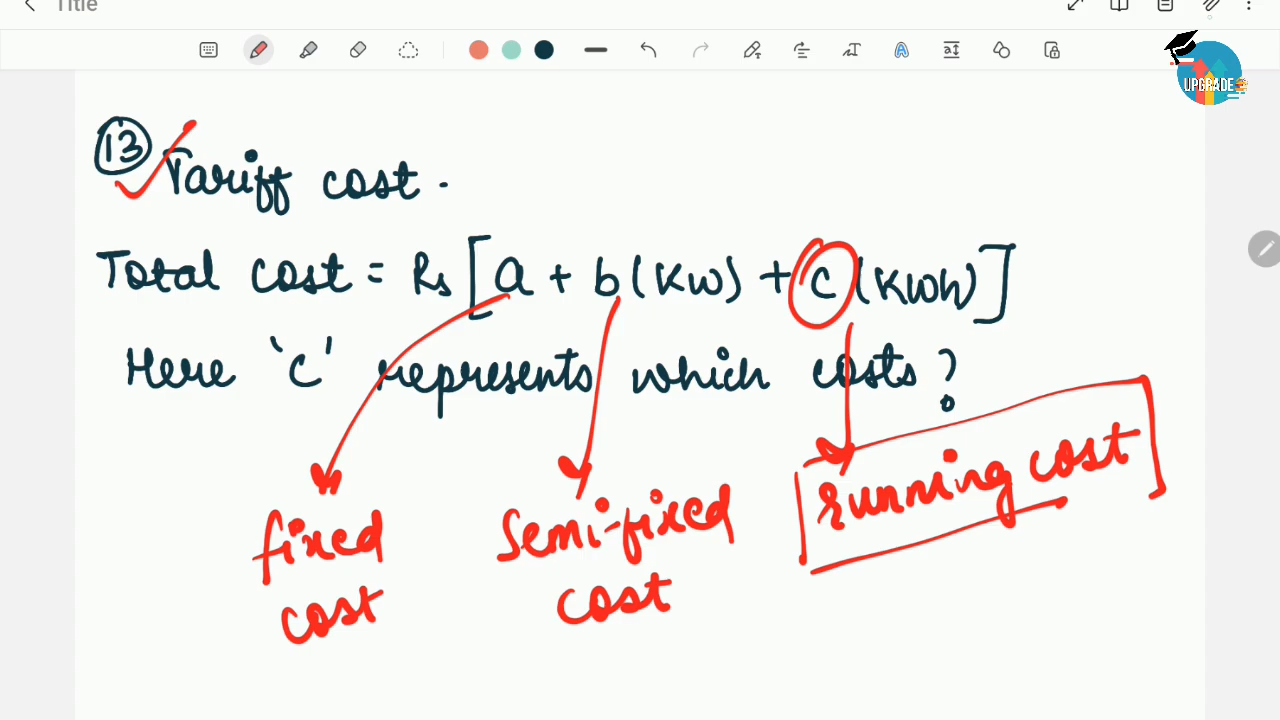 Title
UPGRADE
13 Tariff cost.
Total cost = Rs [a + b(KW) + c(KWh)]
Here 'c' represents which costs?
fixed cost
Semi-fixed cost
running cost